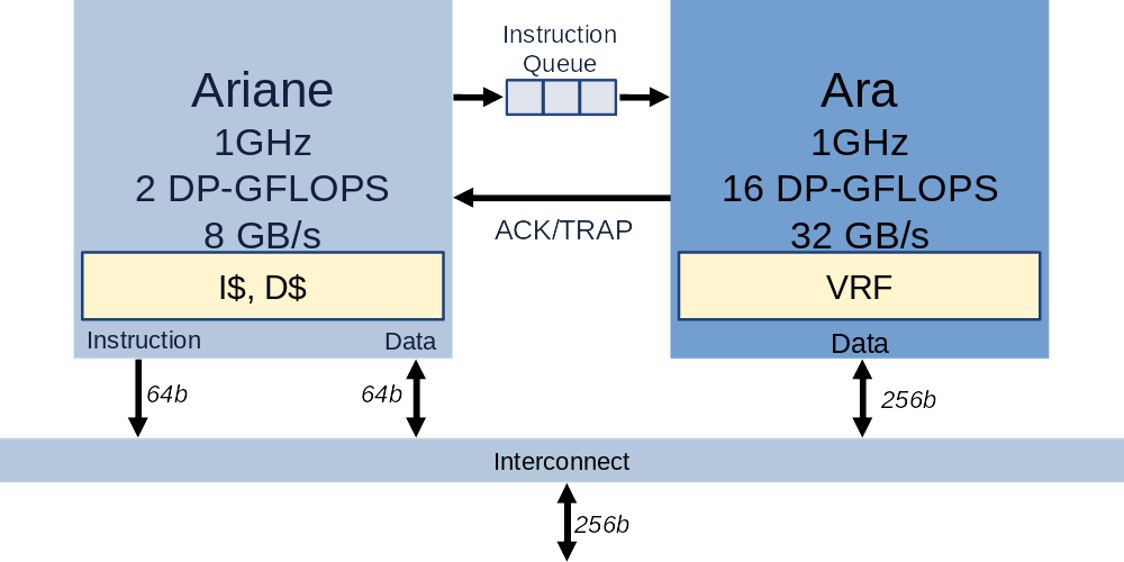 Instruction
Queue
Ariane
1GHz
2 DP-GFLOPS
8 GB/s
I$, D$
Instruction
Data
ACK/TRAP
Ara
1GHz
16 DP-GFLOPS
32 GB/s
VRF
Data
64b
64b
256b
Interconnect
256b